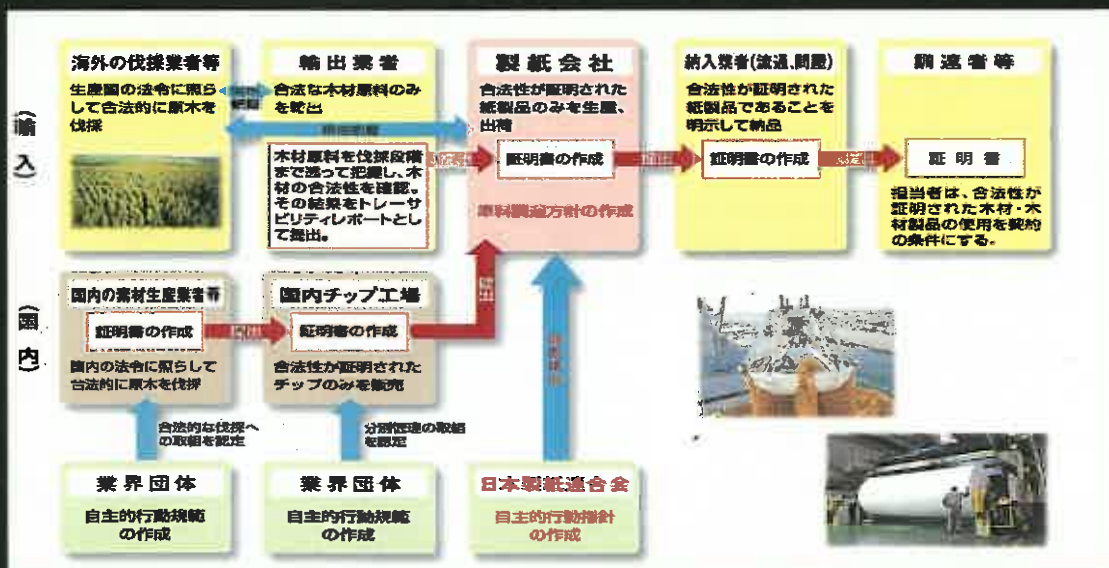 (輸入)
海外の伐採業者等
生産国の法令に照ら
して合法的に原木を
伐採
輸出業者
合法な木材原料のみ
を輸出
木材原料を伐採段階
まで遡って把握し、木
材の合法性を確認。
その結果をトレーサ
ビリティレポートとし
て提出。
製紙会社
合法性が証明された
紙製品のみを生産、
出荷
証明書の作成
原料調達方針の作成
納入業者(流通、問屋)
合法性が証明された
紙製品であることを
明示して納品
証明書の作成
調達者等
証明書
担当者は、合法性が
証明された木材・木
材製品の使用を契約
の条件にする。
(国内)
国内の素材生産業者等
証明書の作成
国内の法令に照らして
合法的に原木を伐採
国内チップ工場
証明書の作成
合法性が証明された
チップのみを販売
合法的な伐採へ
の取組を認定
分別管理の取組
を認定
業界団体
自主的行動規範
の作成
業界団体
自主的行動規範
の作成
日本製紙連合会
自主的行動指針
の作成